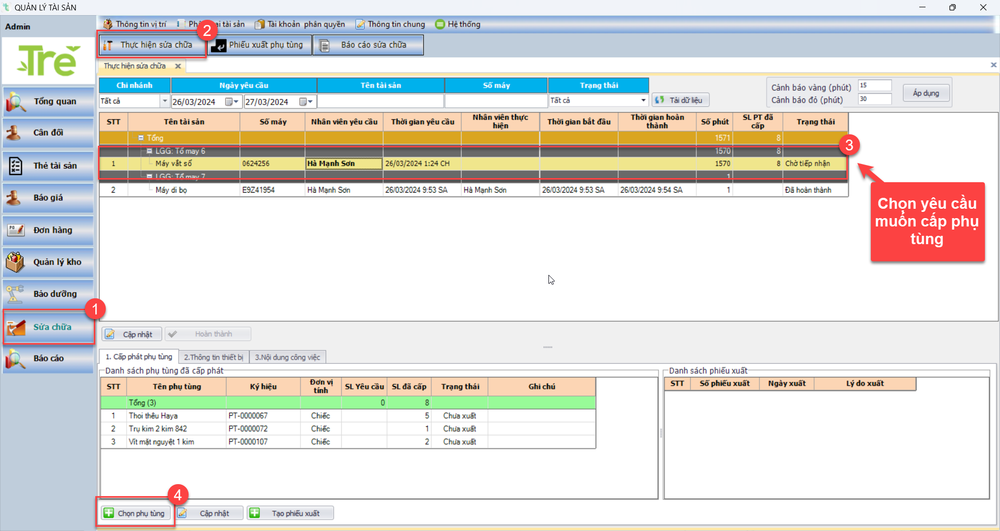 QUẢN LÝ TÀI SẢN
Admin
Thông tin vị trí
tài sản
Tài khoản phân quyền
Thông tin chung
Hệ thống
2
Tre
Thực hiện sửa chữa
Phiếu xuất phụ tùng
Báo cáo sửa chữa
Thực hiện sửa chữa
Chi nhánh Ngày yêu cầu Tên tài sản Số máy Trạng thái
Tất cả 26/03/2024 27/03/2024 Tất cả Tải dữ liệu
Cảnh báo vàng (phút) 15
Cảnh báo đỏ (phút) 30
Áp dụng
Tổng quan
Cân đối
Thẻ tài sản
Báo giá
Đơn hàng
Quản lý kho
Bảo dưỡng
1
Sửa chữa
Báo cáo
STT Tên tài sản Số máy Nhân viên yêu cầu Thời gian yêu cầu Nhân viên thực hiện Thời gian bắt đầu Thời gian hoàn thành Số phút SL PT đã cấp Trạng thái
Tổng 1571 8
LGG: Tổ may 6 1570 8
1 Máy vắt sổ 0624256 Hà Mạnh Sơn 26/03/2024 1:24 CH 1570 8 Chờ tiếp nhận
LGG: Tổ may 7 1
2 Máy di bọ E9Z41954 Hà Mạnh Sơn 26/03/2024 9:53 SA Hà Mạnh Sơn 26/03/2024 9:53 SA 26/03/2024 9:54 SA 1 Đã hoàn thành
3
Chọn yêu cầu
muốn cấp phụ
tùng
Cập nhật Hoàn thành
1. Cấp phát phụ tùng 2.Thông tin thiết bị 3.Nội dung công việc
Danh sách phụ tùng đã cấp phát
STT Tên phụ tùng Ký hiệu Đơn vị tính SL Yêu cầu SL đã cấp Trạng thái Ghi chú
Tổng (3) 0 8
1 Thoi thêu Haya PT-0000067 Chiếc 5 Chưa xuất
2 Trụ kim 2 kim 842 PT-0000072 Chiếc 1 Chưa xuất
3 Vít mặt nguyệt 1 kim PT-0000107 Chiếc 2 Chưa xuất
Danh sách phiếu xuất
STT Số phiếu xuất Ngày xuất Lý do xuất
4
Chọn phụ tùng Cập nhật Tạo phiếu xuất